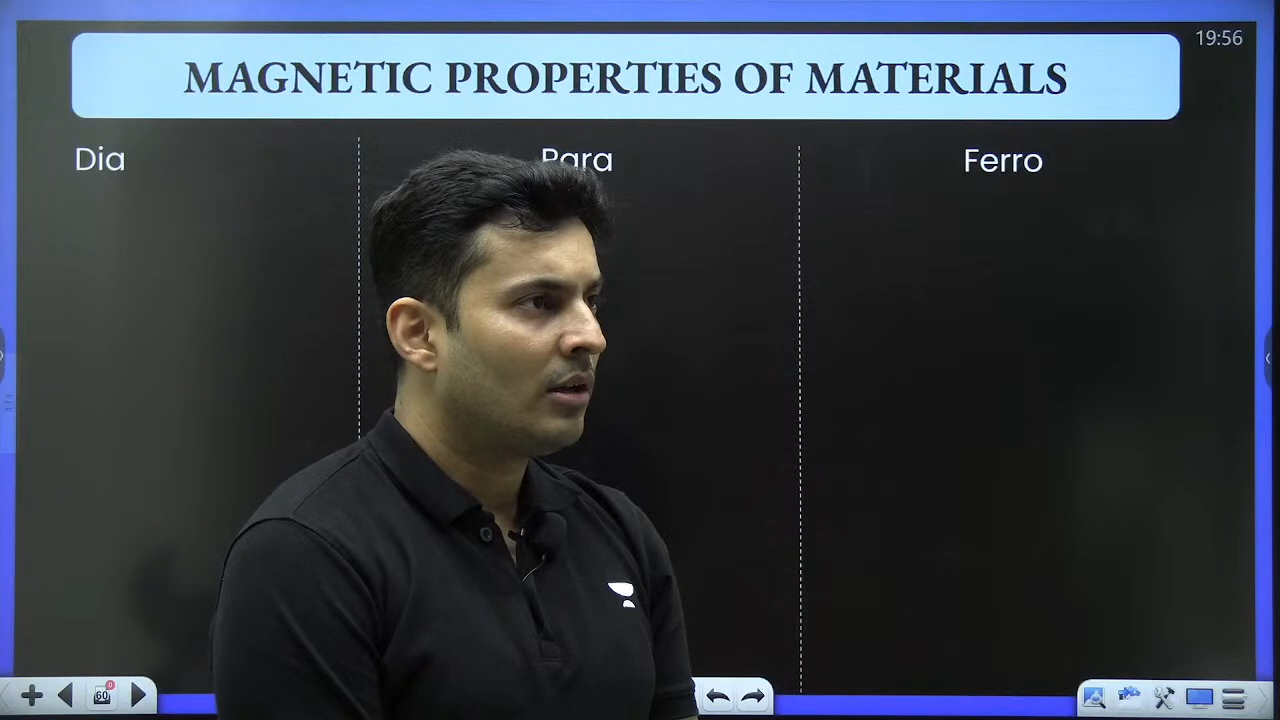 19:56
MAGNETIC PROPERTIES OF MATERIALS
Dia
Para
Ferro
60